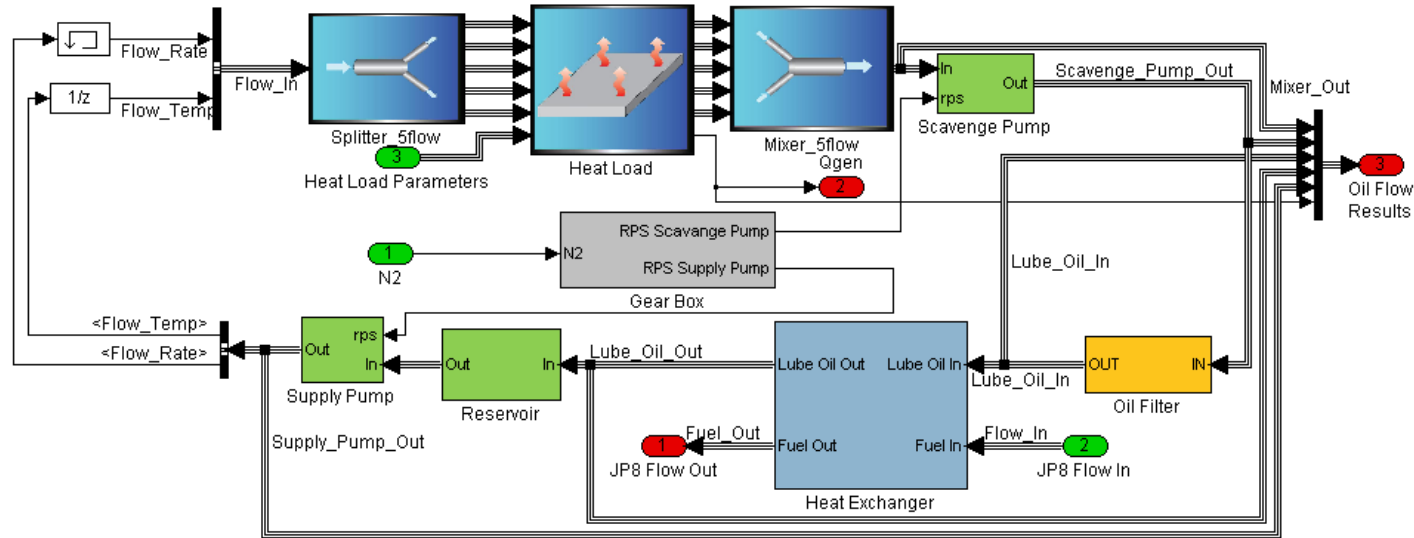 Flow_Rate
1/z
Flow_Temp
Flow_In
Splitter_5flow
3
Heat Load Parameters
Heat Load
Mixer_5flow
Qgen
2
In
rps
Out
Scavenge Pump
Scavenge_Pump_Out
Mixer_Out
3
Oil Flow
Results
1
N2
N2
RPS Scavange Pump
RPS Supply Pump
Gear Box
Lube_Oil_In
<Flow_Temp>
<Flow_Rate>
Out
rps
In
Supply Pump
Supply_Pump_Out
Out
In
Reservoir
Lube_Oil_Out
Lube Oil Out
Lube Oil In
Fuel Out
Fuel In
Heat Exchanger
Lube_Oil_In
OUT
IN
Oil Filter
Fuel_Out
1
JP8 Flow Out
Flow_In
2
JP8 Flow In